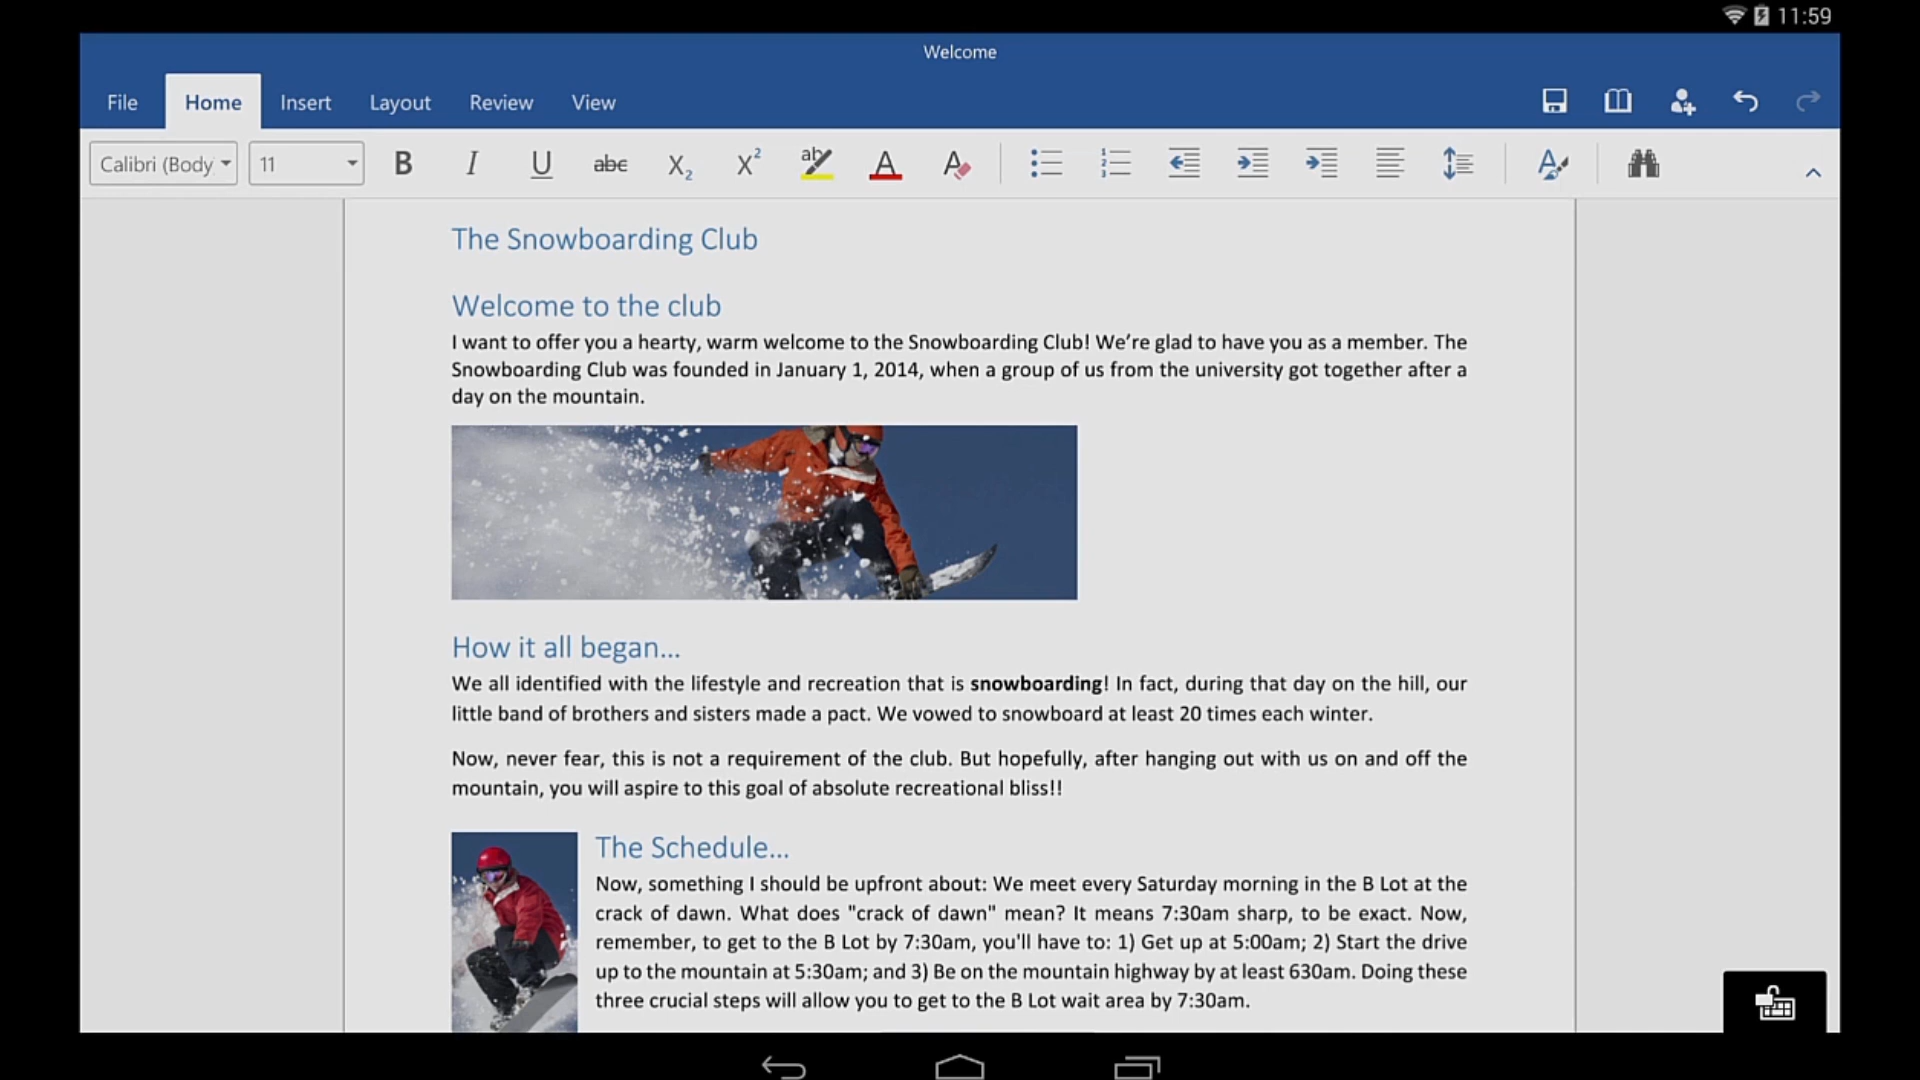 11:59
Welcome
File Home Insert Layout Review View
Calibri (Body 11 B I U abc X₂ X² ab A A A
The Snowboarding Club
Welcome to the club
I want to offer you a hearty, warm welcome to the Snowboarding Club! We’re glad to have you as a member. The
Snowboarding Club was founded in January 1, 2014, when a group of us from the university got together after a
day on the mountain.
How it all began...
We all identified with the lifestyle and recreation that is snowboarding! In fact, during that day on the hill, our
little band of brothers and sisters made a pact. We vowed to snowboard at least 20 times each winter.
Now, never fear, this is not a requirement of the club. But hopefully, after hanging out with us on and off the
mountain, you will aspire to this goal of absolute recreational bliss!!
The Schedule...
Now, something I should be upfront about: We meet every Saturday morning in the B Lot at the
crack of dawn. What does "crack of dawn" mean? It means 7:30am sharp, to be exact. Now,
remember, to get to the B Lot by 7:30am, you'll have to: 1) Get up at 5:00am; 2) Start the drive
up to the mountain at 5:30am; and 3) Be on the mountain highway by at least 630am. Doing these
three crucial steps will allow you to get to the B Lot wait area by 7:30am.